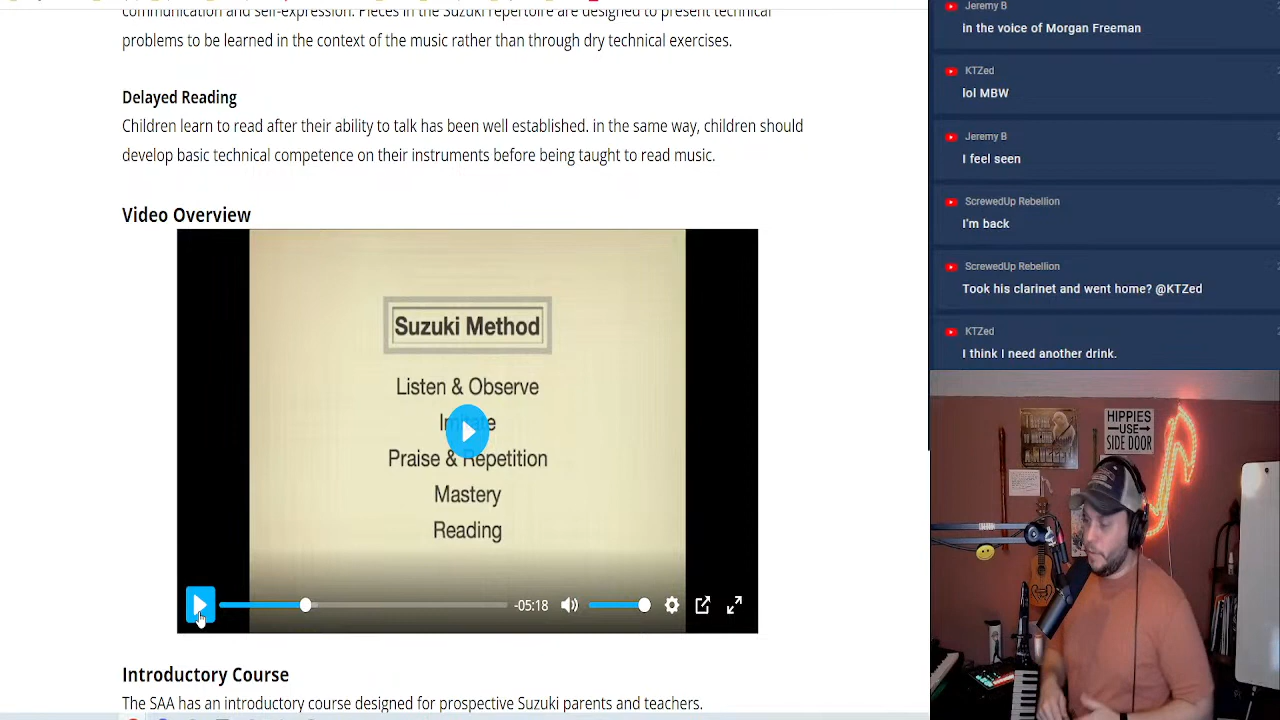 communication and self-expression. Pieces in the Suzuki repertoire are designed to present technical
problems to be learned in the context of the music rather than through dry technical exercises.
Delayed Reading
Children learn to read after their ability to talk has been well established. in the same way, children should
develop basic technical competence on their instruments before being taught to read music.
Video Overview
Suzuki Method
Listen & Observe
Praise & Repetition
Mastery
Reading
-05:18
Introductory Course
The SAA has an introductory course designed for prospective Suzuki parents and teachers.
Jeremy B
in the voice of Morgan Freeman
KTZed
lol MBW
Jeremy B
I feel seen
ScrewedUp Rebellion
I'm back
ScrewedUp Rebellion
Took his clarinet and went home? @KTZed
KTZed
I think I need another drink.
HIPPIES
USE
SIDE DOOR